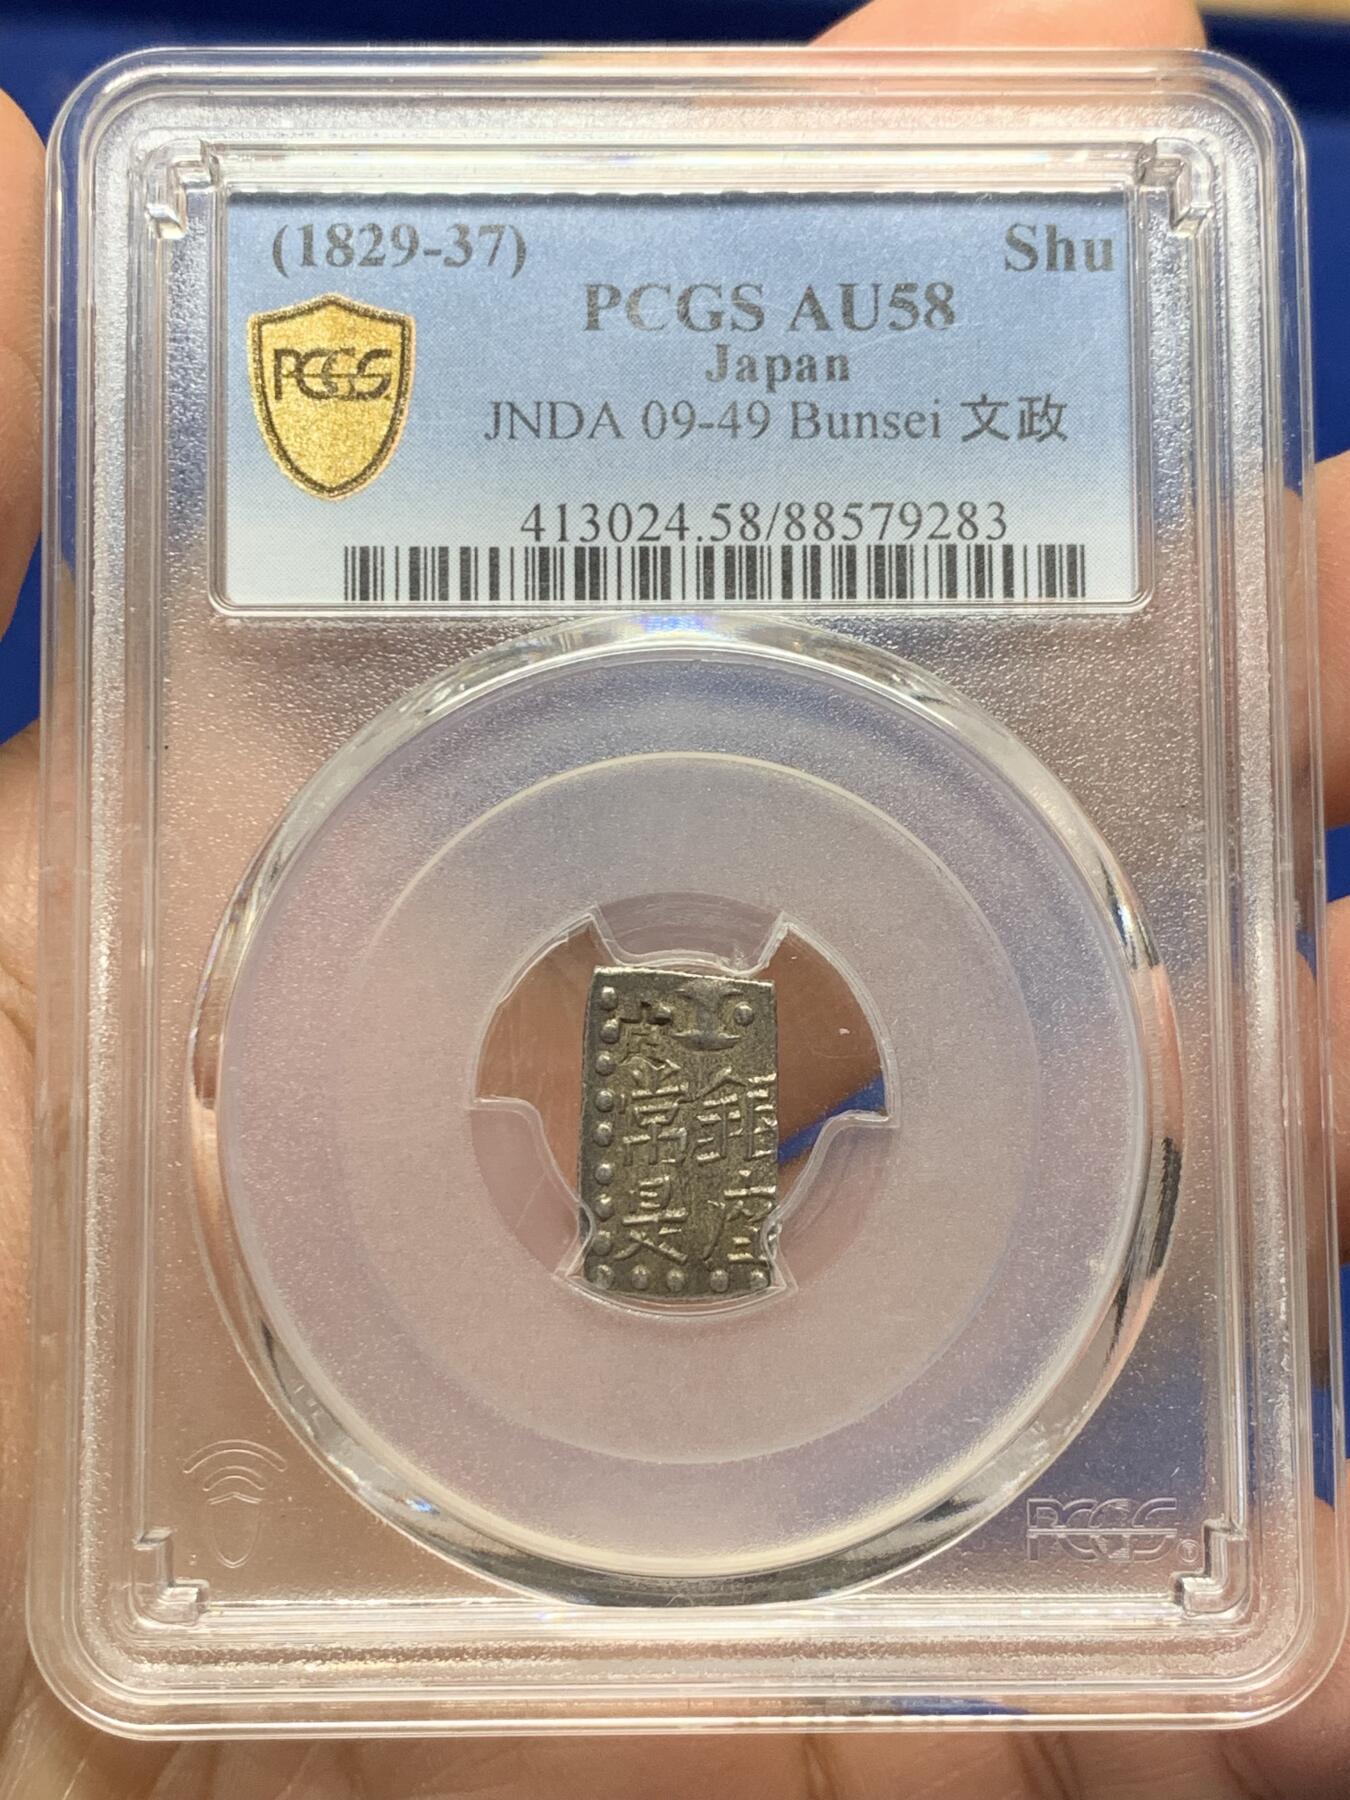 (1829-37) Shu
PCGS AU58
Japan
PCGS
JNDA 09-49 Bunsei 文政
413024.58/88579283
銀座
常是
PCGS